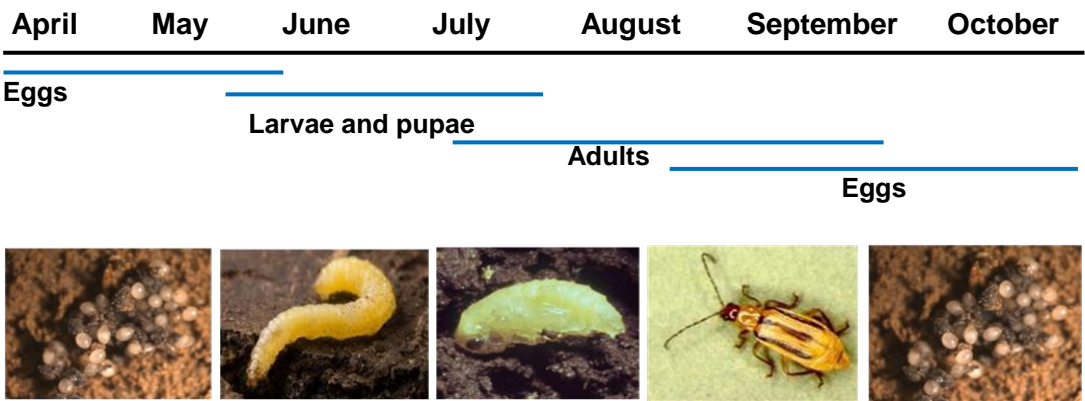 April May June July August September October
Eggs
Larvae and pupae
Adults
Eggs